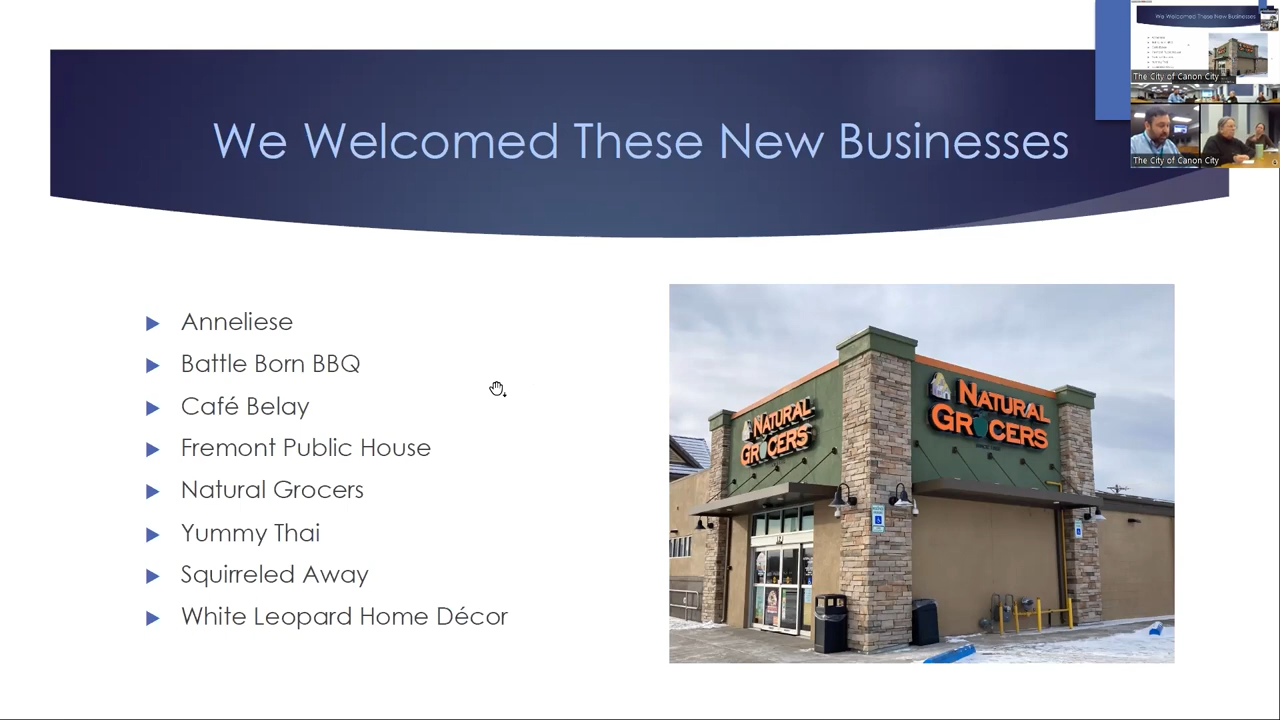 We Welcomed These New Businesses
We Welcomed These New Businesses
The City of Canon City
The City of Canon City
Anneliese
Battle Born BBQ
Café Belay
Fremont Public House
Natural Grocers
Yummy Thai
Squirreled Away
White Leopard Home Décor
NATURAL
GROCERS
NATURAL
GROCERS